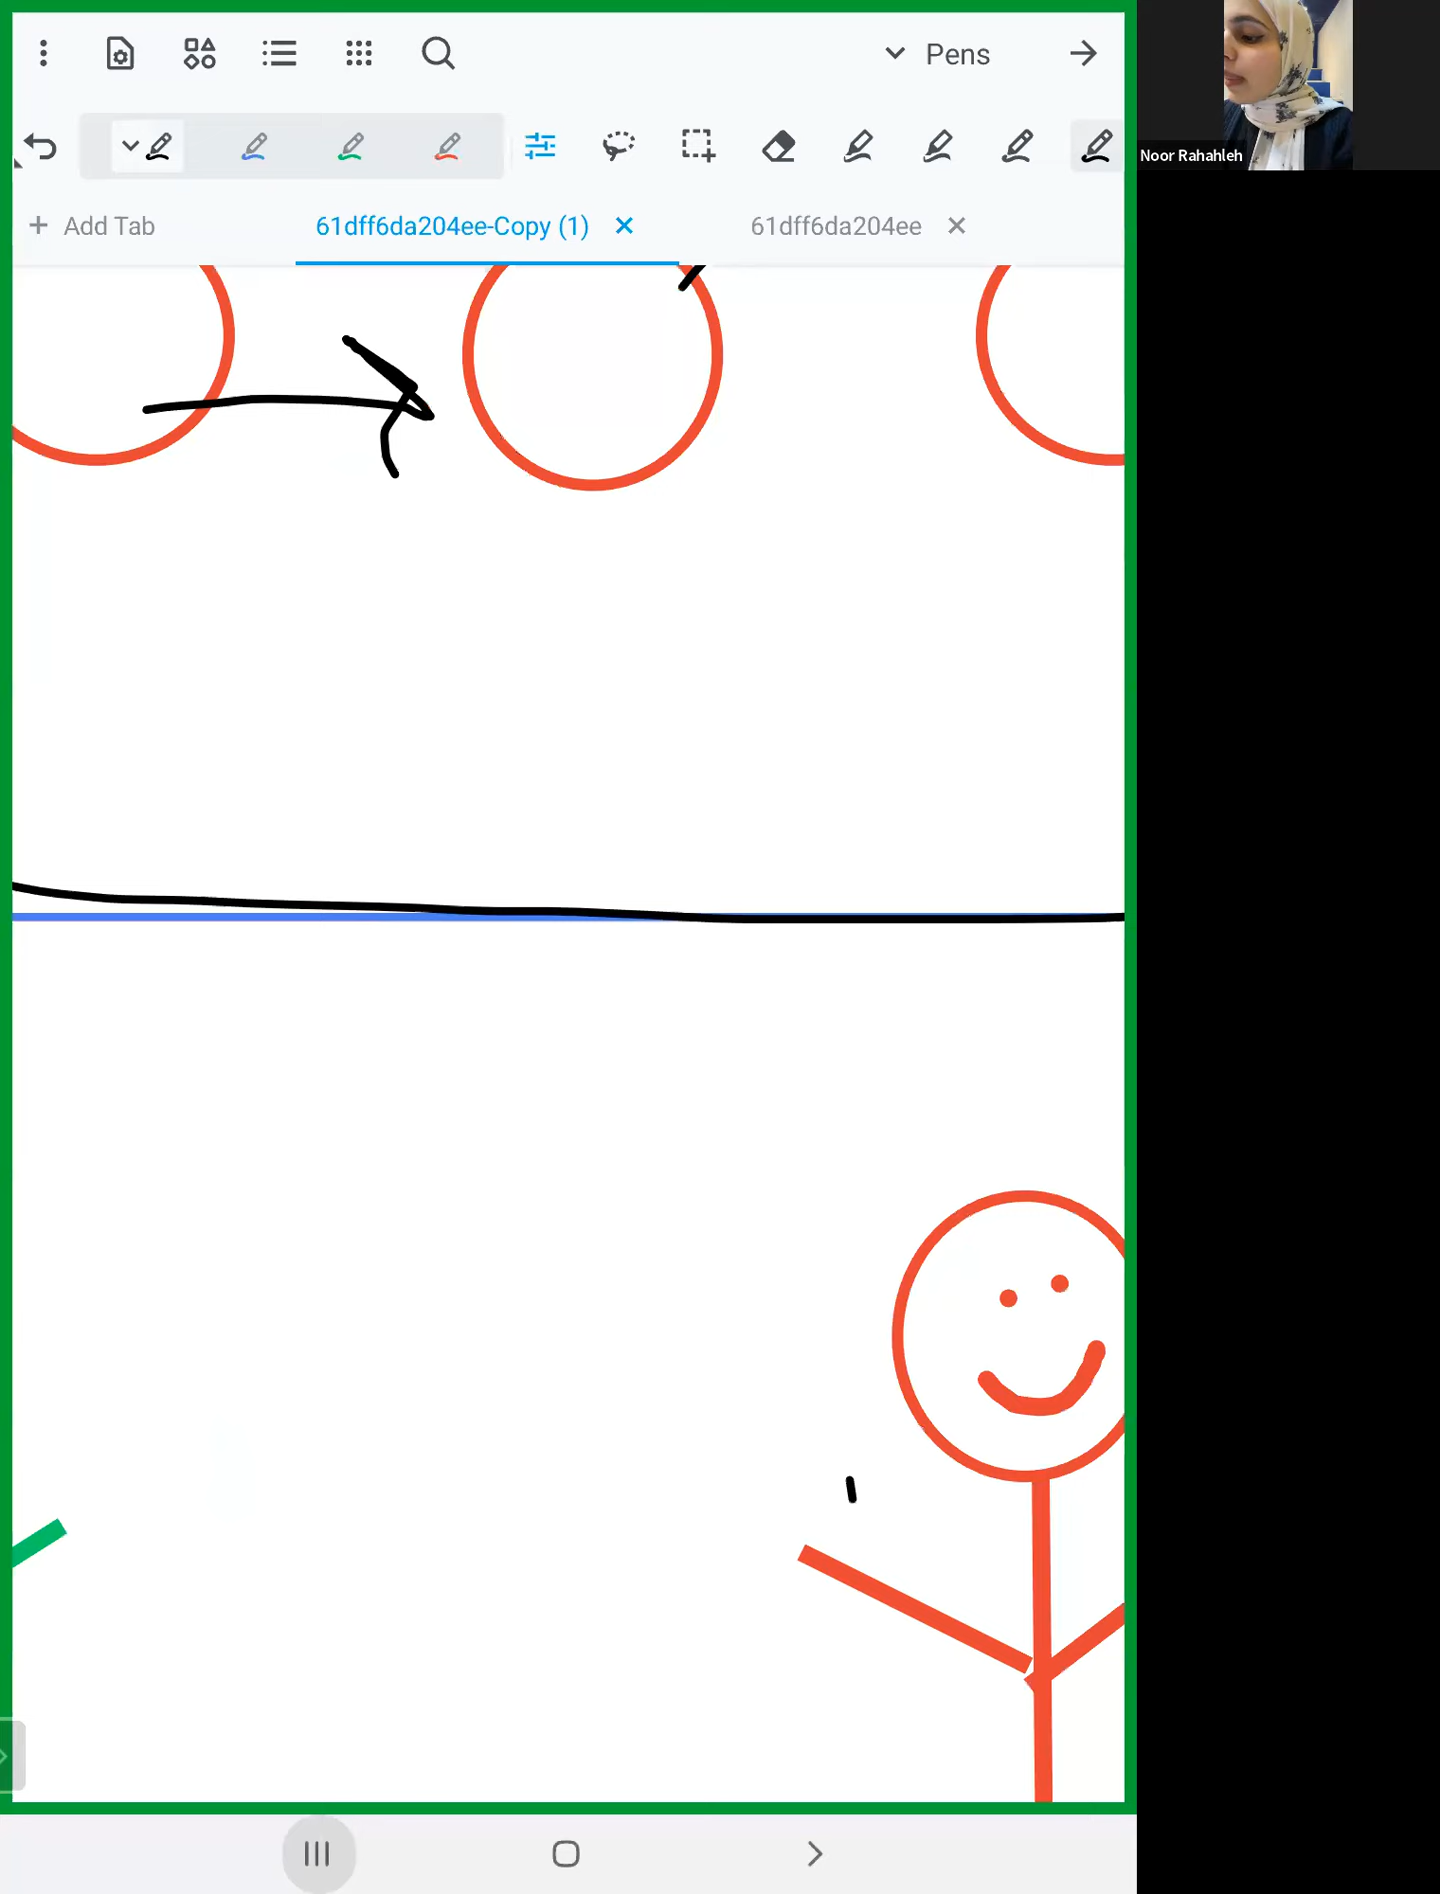 Pens
Noor Rahahleh
+ Add Tab
61dff6da204ee-Copy (1)
61dff6da204ee